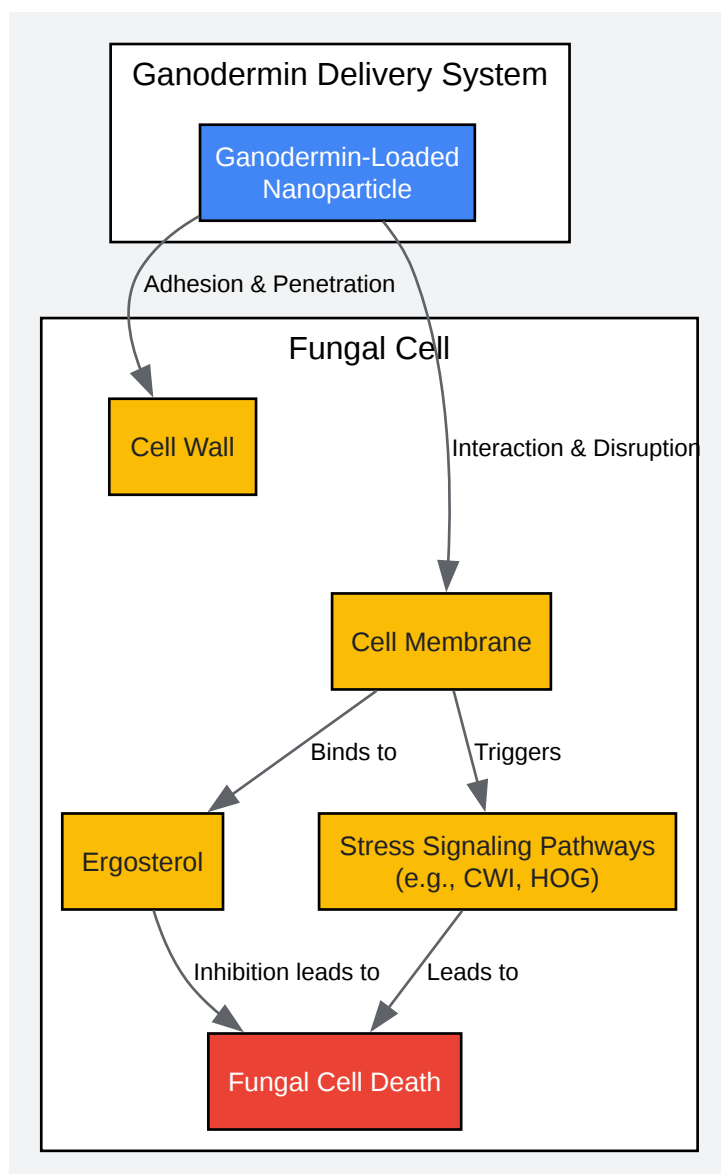 Ganodermin Delivery System
Ganodermin-Loaded
Nanoparticle
Adhesion & Penetration
Fungal Cell
Cell Wall
Interaction & Disruption
Cell Membrane
Binds to
Triggers
Ergosterol
Stress Signaling Pathways
(e.g., CWI, HOG)
Inhibition leads to
Leads to
Fungal Cell Death